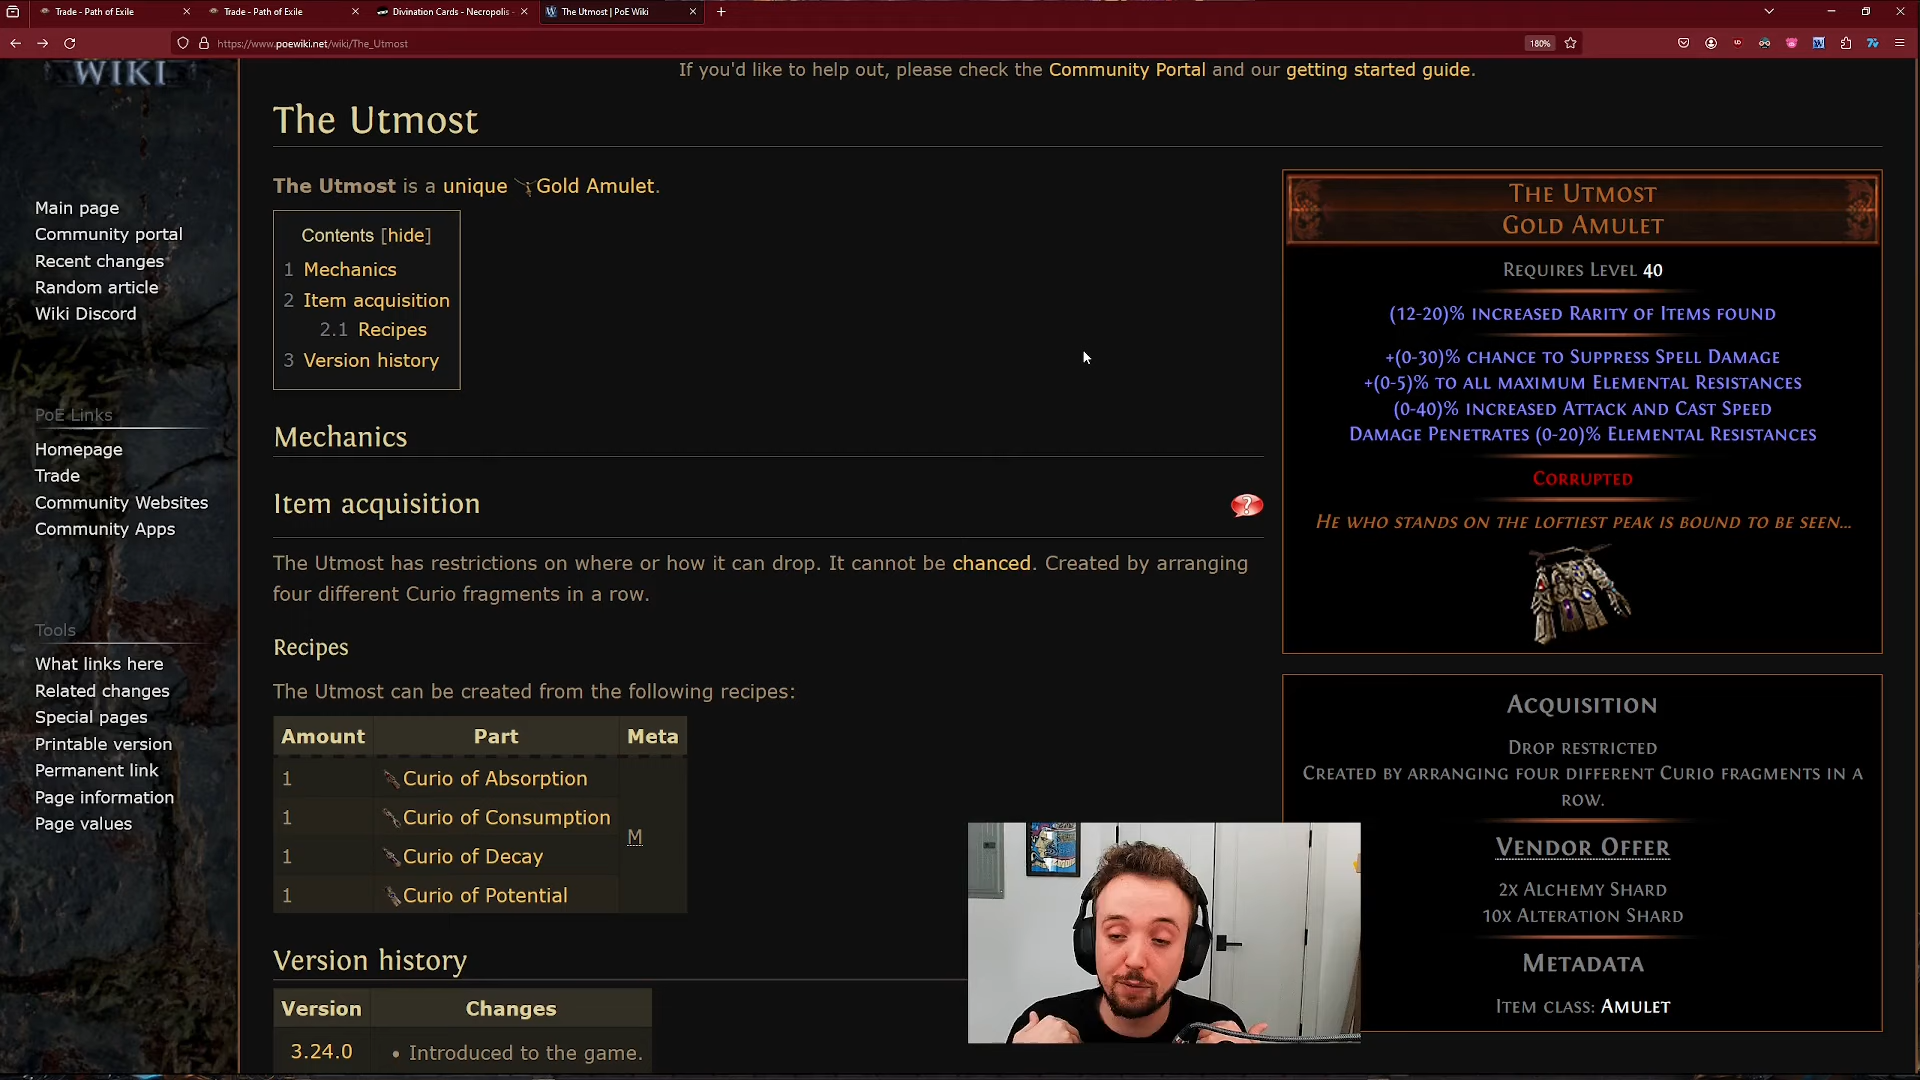 Trade - Path of Exile
Trade - Path of Exile
Divination Cards - Necropolis -
The Utmost | PoE Wiki
https://www.poewiki.net/wiki/The_Utmost
180%
WIKI
If you'd like to help out, please check the Community Portal and our getting started guide.
The Utmost
The Utmost is a unique Gold Amulet.
Contents [hide]
1 Mechanics
2 Item acquisition
2.1 Recipes
3 Version history
Mechanics
Item acquisition
?
The Utmost has restrictions on where or how it can drop. It cannot be chanced. Created by arranging
four different Curio fragments in a row.
Recipes
The Utmost can be created from the following recipes:
Amount Part Meta
1 Curio of Absorption
1 Curio of Consumption
M
1 Curio of Decay
1 Curio of Potential
Version history
Version Changes
3.24.0 • Introduced to the game.
Main page
Community portal
Recent changes
Random article
Wiki Discord
PoE Links
Homepage
Trade
Community Websites
Community Apps
Tools
What links here
Related changes
Special pages
Printable version
Permanent link
Page information
Page values
The Utmost
Gold Amulet
Requires Level 40
(12-20)% increased Rarity of Items found
+(0-30)% chance to Suppress Spell Damage
+(0-5)% to all maximum Elemental Resistances
(0-40)% increased Attack and Cast Speed
Damage Penetrates (0-20)% Elemental Resistances
Corrupted
He who stands on the loftiest peak is bound to be seen...
Acquisition
Drop restricted
Created by arranging four different Curio fragments in a
row.
Vendor Offer
2x Alchemy Shard
10x Alteration Shard
Metadata
Item class: Amulet